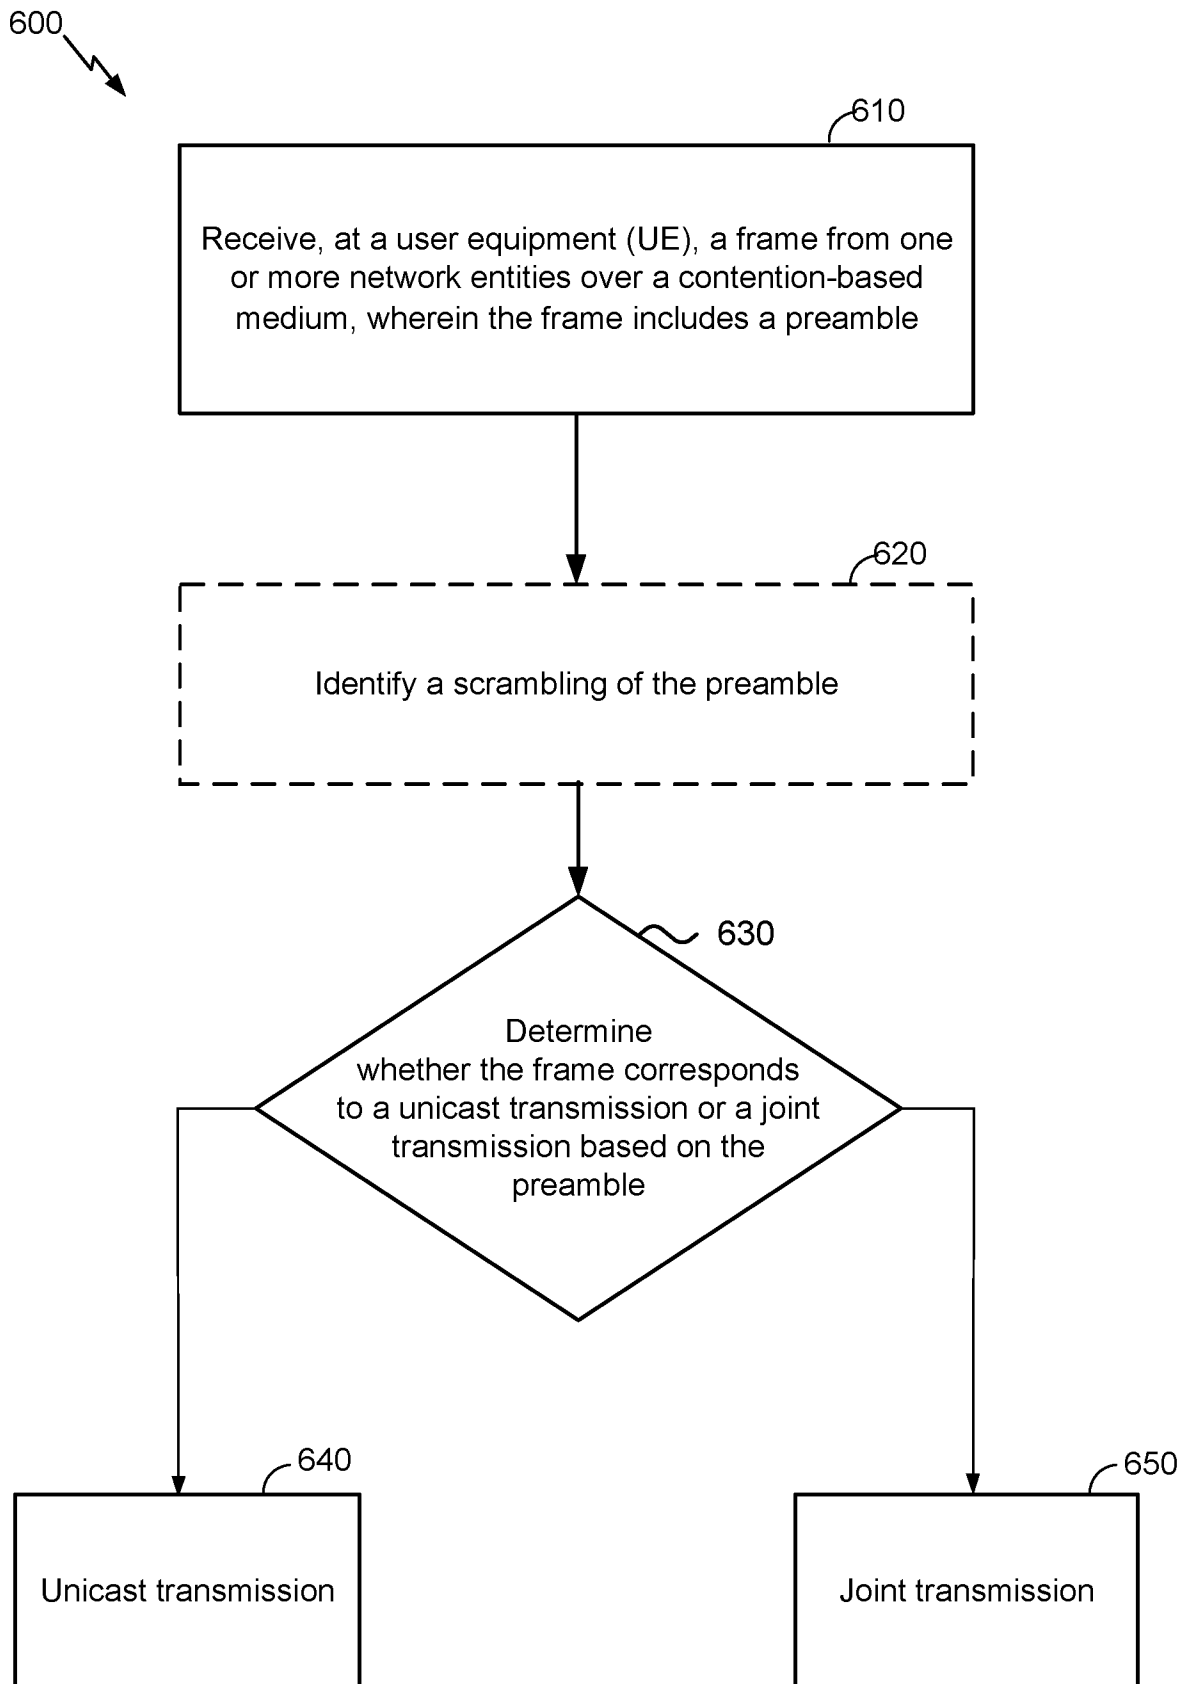 600
610
Receive, at a user equipment (UE), a frame from one
or more network entities over a contention-based
medium, wherein the frame includes a preamble
620
Identify a scrambling of the preamble
630
Determine
whether the frame corresponds
to a unicast transmission or a joint
transmission based on the
preamble
640
Unicast transmission
650
Joint transmission